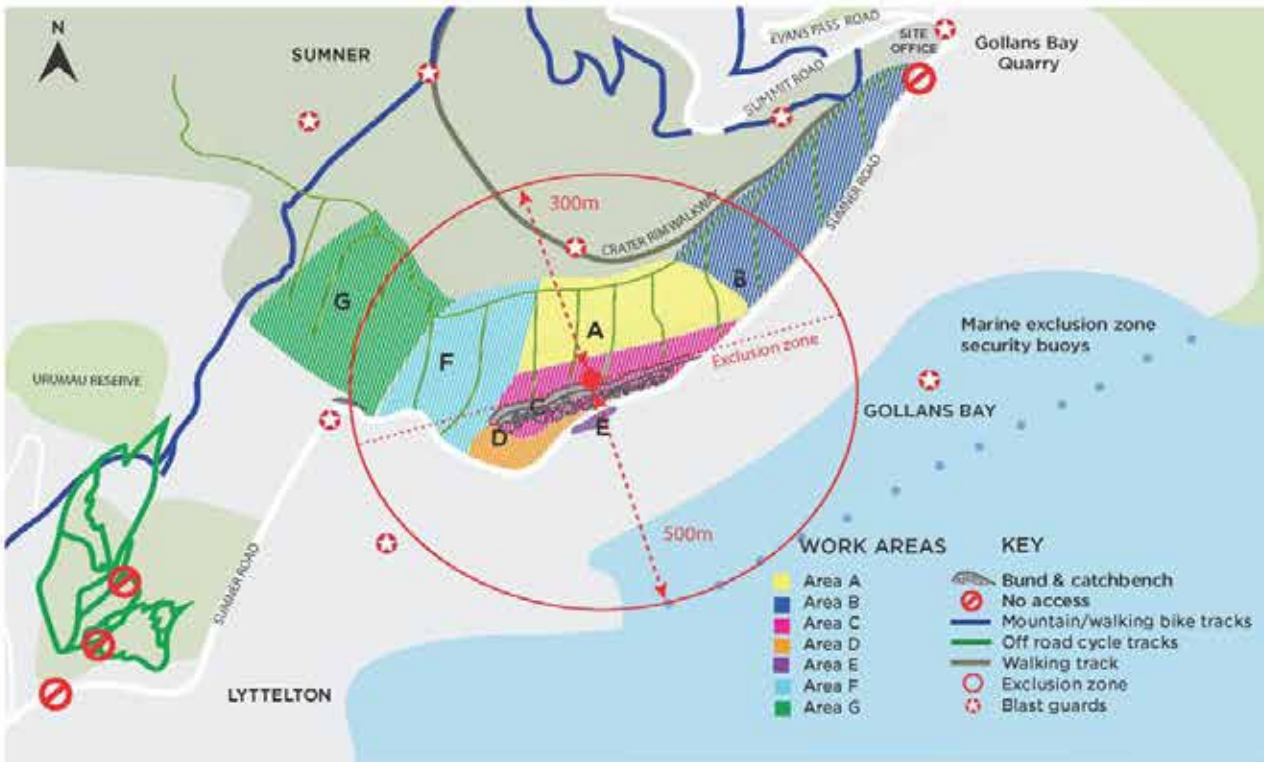 N
SUMNER
EVANS PASS ROAD
SITE
OFFICE
Gollans Bay
Quarry
SUMMIT ROAD
300m
CRATER RIM WALKWAY
SUMNER ROAD
B
G
A
Marine exclusion zone
security buoys
Exclusion zone
F
URUMAU RESERVE
C
GOLLANS BAY
D
E
500m
SUMNER ROAD
LYTTELTON
WORK AREAS
Area A
Area B
Area C
Area D
Area E
Area F
Area G
KEY
Bund & catchbench
No access
Mountain/walking bike tracks
Off road cycle tracks
Walking track
Exclusion zone
Blast guards